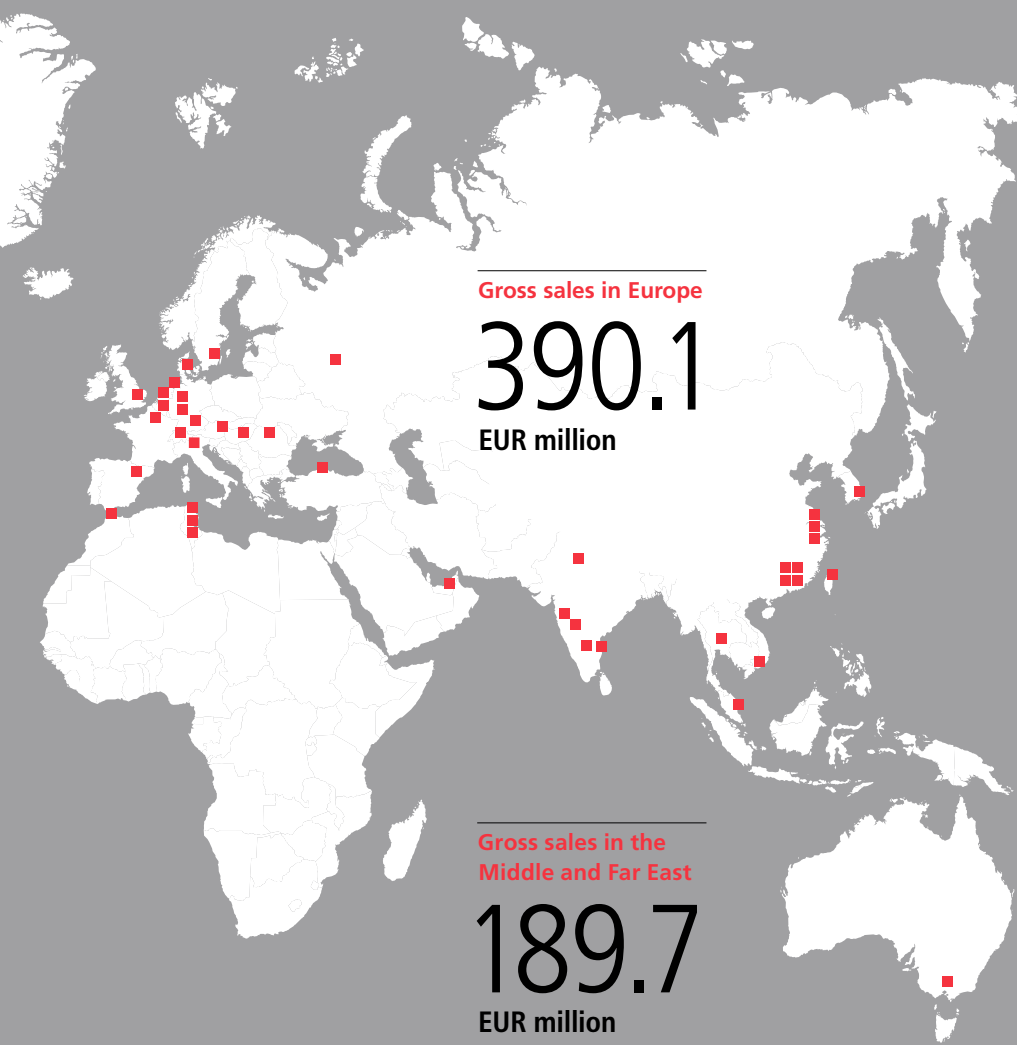 Gross sales in Europe
390.1
EUR million
Gross sales in the
Middle and Far East
189.7
EUR million